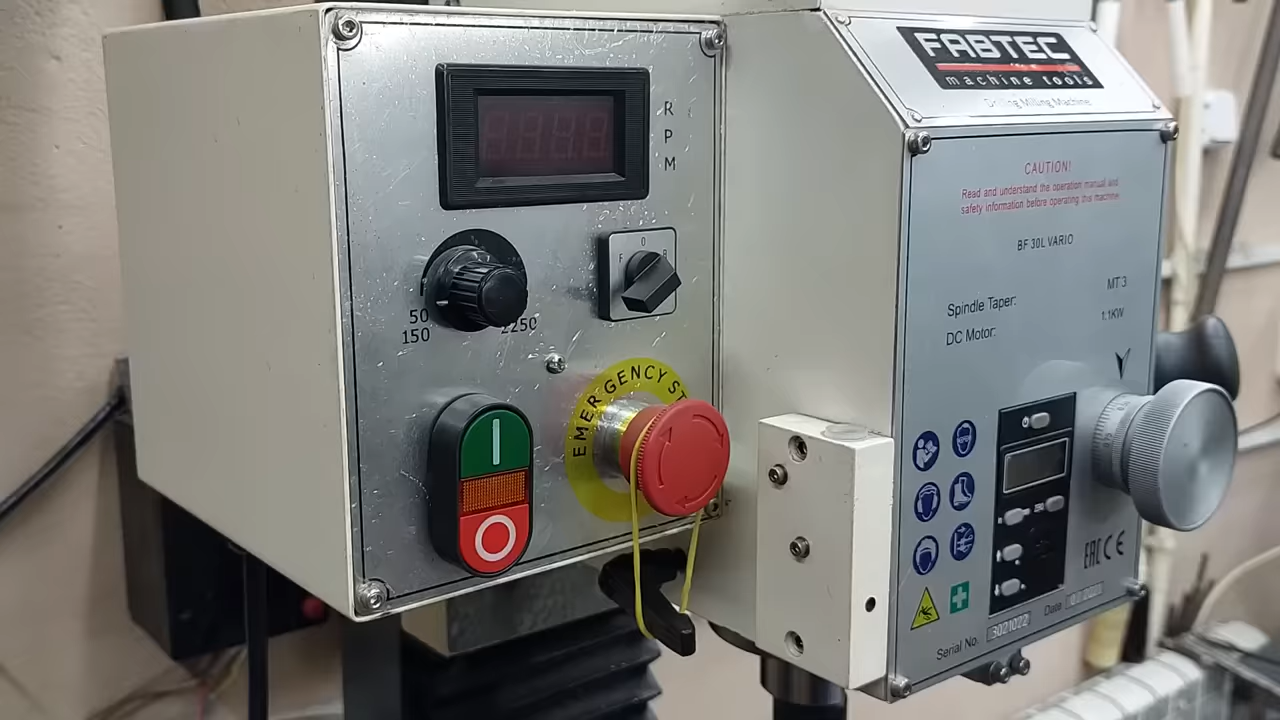 RPM
F O R
50
150
2250
EMERGENCY ST
FABTEC
machine tools
Drilling Milling Machine
CAUTION!
Read and understand the operation manual and
safety information before operating this machine
BF 30L VARIO
Spindle Taper: MT 3
DC Motor: 1.1KW
EAC CE
Serial No. 3021022 Date